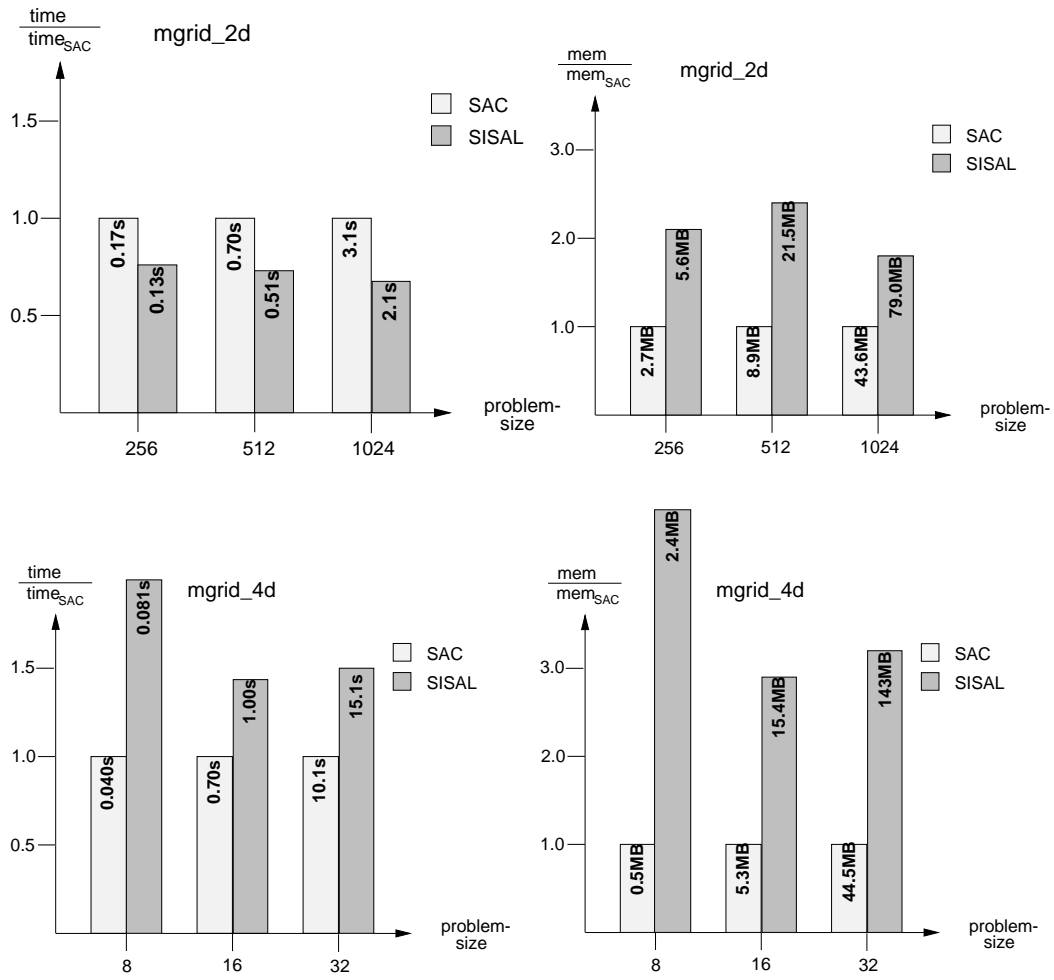 time
timeSAC
mgrid_2d
SAC
SISAL
1.5
1.0
0.5
0.17s
0.13s
0.70s
0.51s
3.1s
2.1s
256
512
1024
problem-
size
mem
memSAC
mgrid_2d
SAC
SISAL
3.0
2.0
1.0
2.7MB
5.6MB
8.9MB
21.5MB
43.6MB
79.0MB
256
512
1024
problem-
size
time
timeSAC
mgrid_4d
SAC
SISAL
1.5
1.0
0.5
0.040s
0.081s
0.70s
1.00s
10.1s
15.1s
8
16
32
problem-
size
mem
memSAC
mgrid_4d
SAC
SISAL
3.0
2.0
1.0
0.5MB
2.4MB
5.3MB
15.4MB
44.5MB
143MB
8
16
32
problem-
size